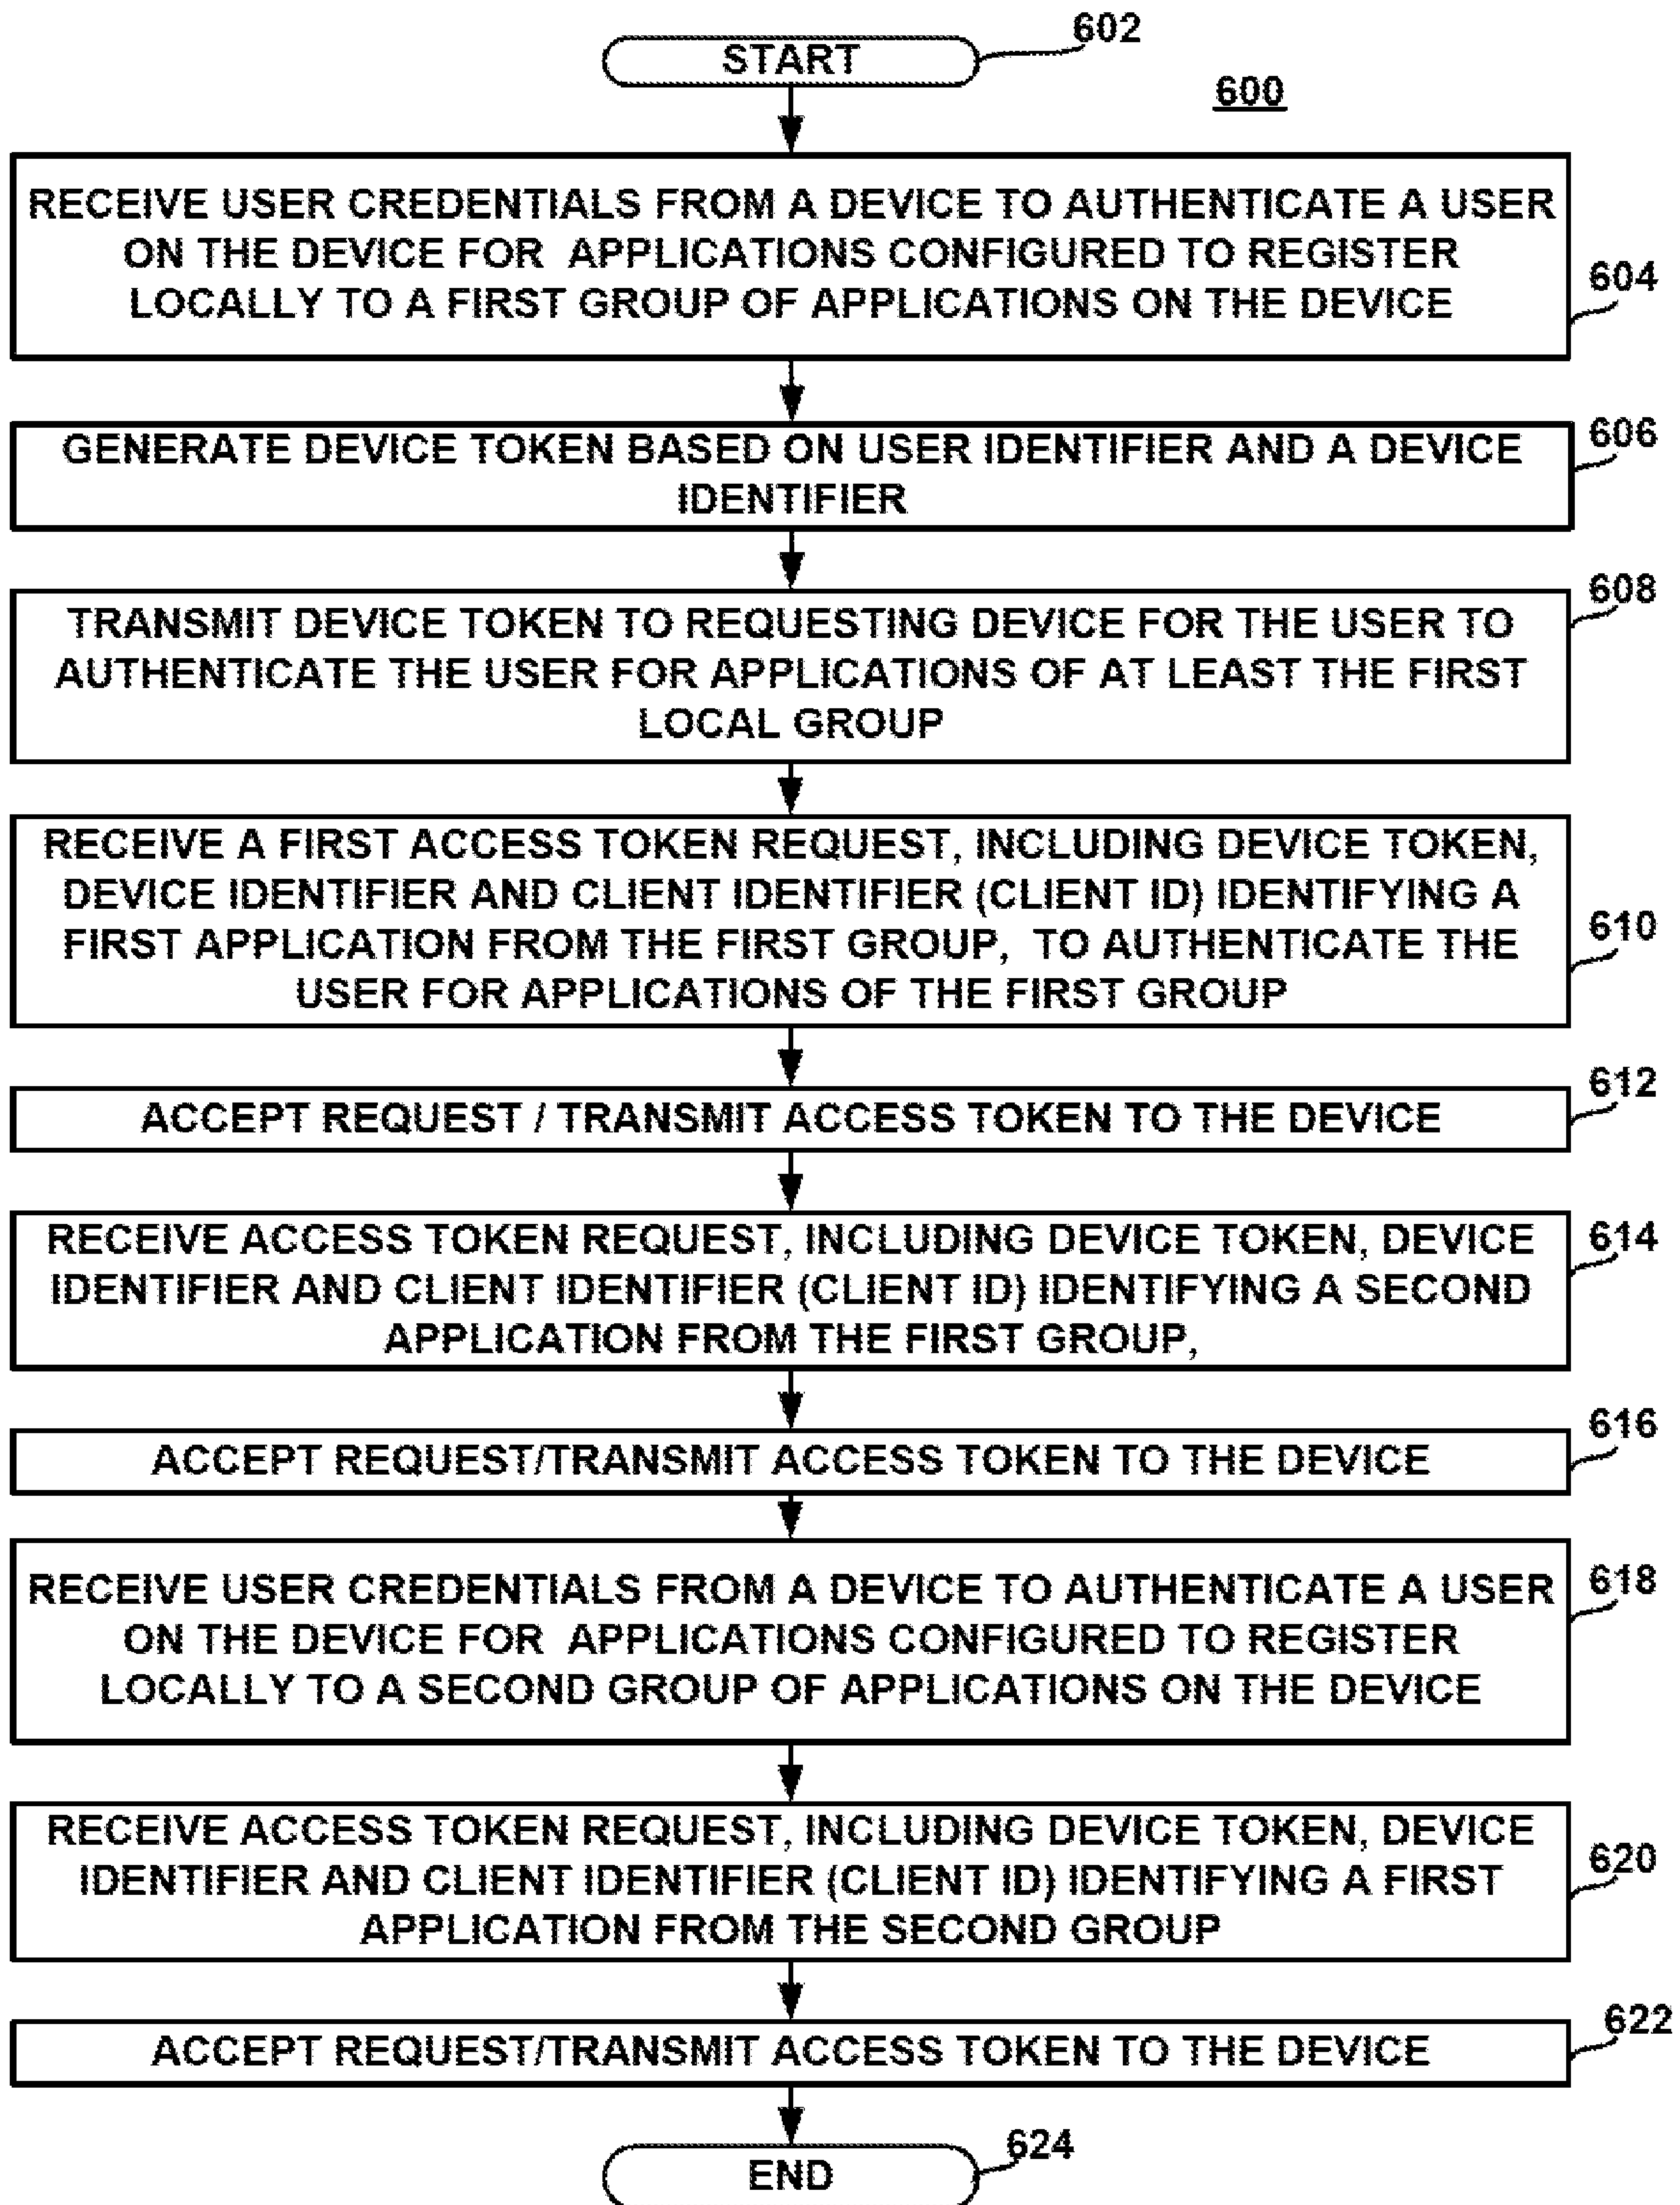 START
602
600
RECEIVE USER CREDENTIALS FROM A DEVICE TO AUTHENTICATE A USER
ON THE DEVICE FOR APPLICATIONS CONFIGURED TO REGISTER
LOCALLY TO A FIRST GROUP OF APPLICATIONS ON THE DEVICE
604
GENERATE DEVICE TOKEN BASED ON USER IDENTIFIER AND A DEVICE
IDENTIFIER
606
TRANSMIT DEVICE TOKEN TO REQUESTING DEVICE FOR THE USER TO
AUTHENTICATE THE USER FOR APPLICATIONS OF AT LEAST THE FIRST
LOCAL GROUP
608
RECEIVE A FIRST ACCESS TOKEN REQUEST, INCLUDING DEVICE TOKEN,
DEVICE IDENTIFIER AND CLIENT IDENTIFIER (CLIENT ID) IDENTIFYING A
FIRST APPLICATION FROM THE FIRST GROUP, TO AUTHENTICATE THE
USER FOR APPLICATIONS OF THE FIRST GROUP
610
ACCEPT REQUEST / TRANSMIT ACCESS TOKEN TO THE DEVICE
612
RECEIVE ACCESS TOKEN REQUEST, INCLUDING DEVICE TOKEN, DEVICE
IDENTIFIER AND CLIENT IDENTIFIER (CLIENT ID) IDENTIFYING A SECOND
APPLICATION FROM THE FIRST GROUP,
614
ACCEPT REQUEST/TRANSMIT ACCESS TOKEN TO THE DEVICE
616
RECEIVE USER CREDENTIALS FROM A DEVICE TO AUTHENTICATE A USER
ON THE DEVICE FOR APPLICATIONS CONFIGURED TO REGISTER
LOCALLY TO A SECOND GROUP OF APPLICATIONS ON THE DEVICE
618
RECEIVE ACCESS TOKEN REQUEST, INCLUDING DEVICE TOKEN, DEVICE
IDENTIFIER AND CLIENT IDENTIFIER (CLIENT ID) IDENTIFYING A FIRST
APPLICATION FROM THE SECOND GROUP
620
ACCEPT REQUEST/TRANSMIT ACCESS TOKEN TO THE DEVICE
622
END
624